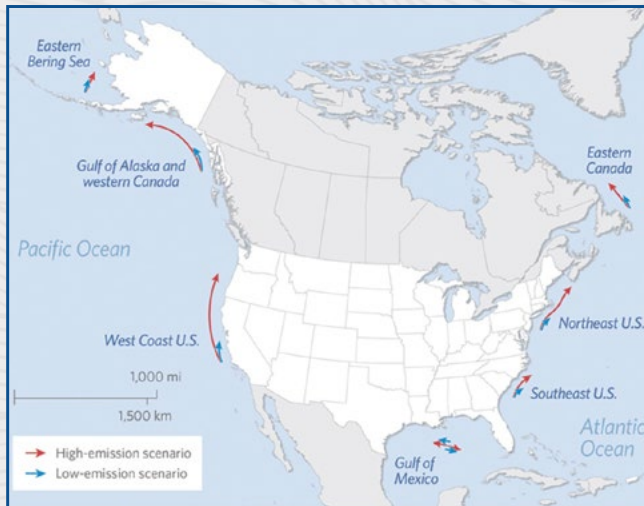 Eastern
Bering Sea
Gulf of Alaska and
western Canada
Eastern
Canada
Pacific Ocean
West Coast U.S.
Northeast U.S.
Southeast U.S.
1,000 mi
1,500 km
Atlantic
Ocean
Gulf of
Mexico
High-emission scenario
Low-emission scenario